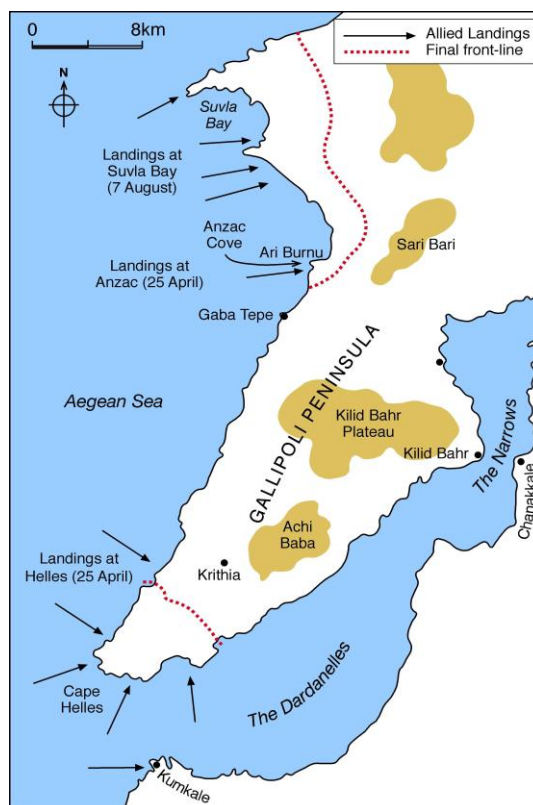 0 8km
N
Allied Landings
Final front-line
Suvla
Bay
Landings at
Suvla Bay
(7 August)
Anzac
Cove
Ari Burnu
Sari Bari
Landings at
Anzac (25 April)
Gaba Tepe
Aegean Sea
GALLIPOLI PENINSULA
Kilid Bahr
Plateau
Kilid Bahr
The Narrows
Chanakkale
Achi
Baba
Landings at
Helles (25 April)
Krithia
Cape
Helles
The Dardanelles
Kumkale